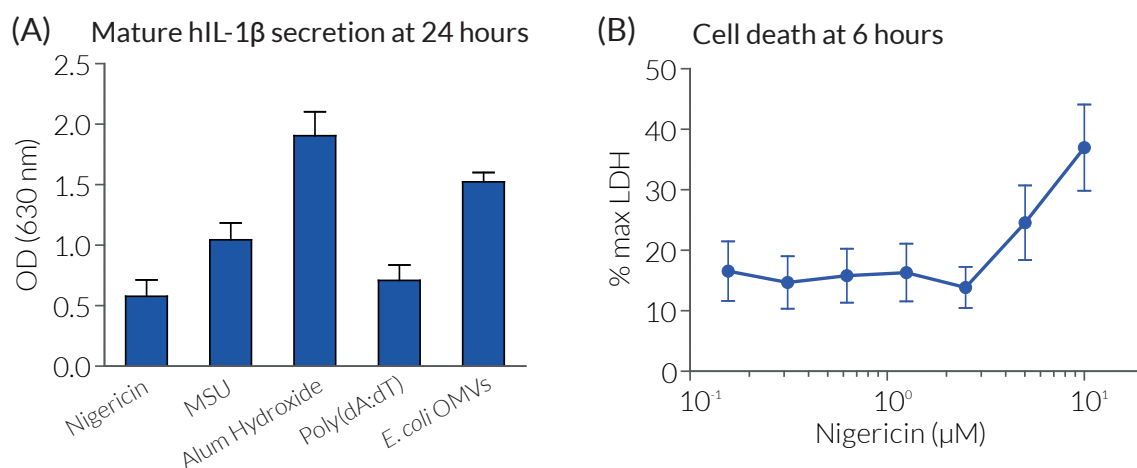 (A) Mature hIL-1β secretion at 24 hours
2.5
2.0
1.5
1.0
0.5
0.0
OD (630 nm)
Nigericin
MSU
Alum Hydroxide
Poly(dA:dT)
E. coli OMVs
(B) Cell death at 6 hours
50
40
30
20
10
0
% max LDH
10⁻¹ 10⁰ 10¹
Nigericin (µM)